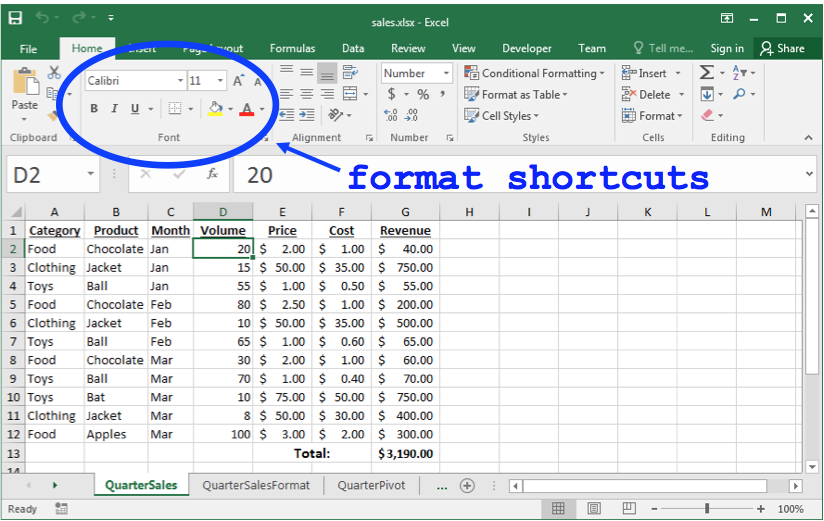 sales.xlsx - Excel
File Home Insert Page Layout Formulas Data Review View Developer Team Tell me... Sign in Share
Calibri 11 A A Number Conditional Formatting Insert Σ
Paste $ % , Format as Table Delete
B I U A .00 .0 Cell Styles Format
Clipboard Font Alignment Number Styles Cells Editing
D2 fx 20
format shortcuts
A B C D E F G H I J K L M
1 Category Product Month Volume Price Cost Revenue
2 Food Chocolate Jan 20 $ 2.00 $ 1.00 $ 40.00
3 Clothing Jacket Jan 15 $ 50.00 $ 35.00 $ 750.00
4 Toys Ball Jan 55 $ 1.00 $ 0.50 $ 55.00
5 Food Chocolate Feb 80 $ 2.50 $ 1.00 $ 200.00
6 Clothing Jacket Feb 10 $ 50.00 $ 35.00 $ 500.00
7 Toys Ball Feb 65 $ 1.00 $ 0.60 $ 65.00
8 Food Chocolate Mar 30 $ 2.00 $ 1.00 $ 60.00
9 Toys Ball Mar 70 $ 1.00 $ 0.40 $ 70.00
10 Toys Bat Mar 10 $ 75.00 $ 50.00 $ 750.00
11 Clothing Jacket Mar 8 $ 50.00 $ 30.00 $ 400.00
12 Food Apples Mar 100 $ 3.00 $ 2.00 $ 300.00
13 Total: $3,190.00
14
QuarterSales QuarterSalesFormat QuarterPivot ...
Ready 100%